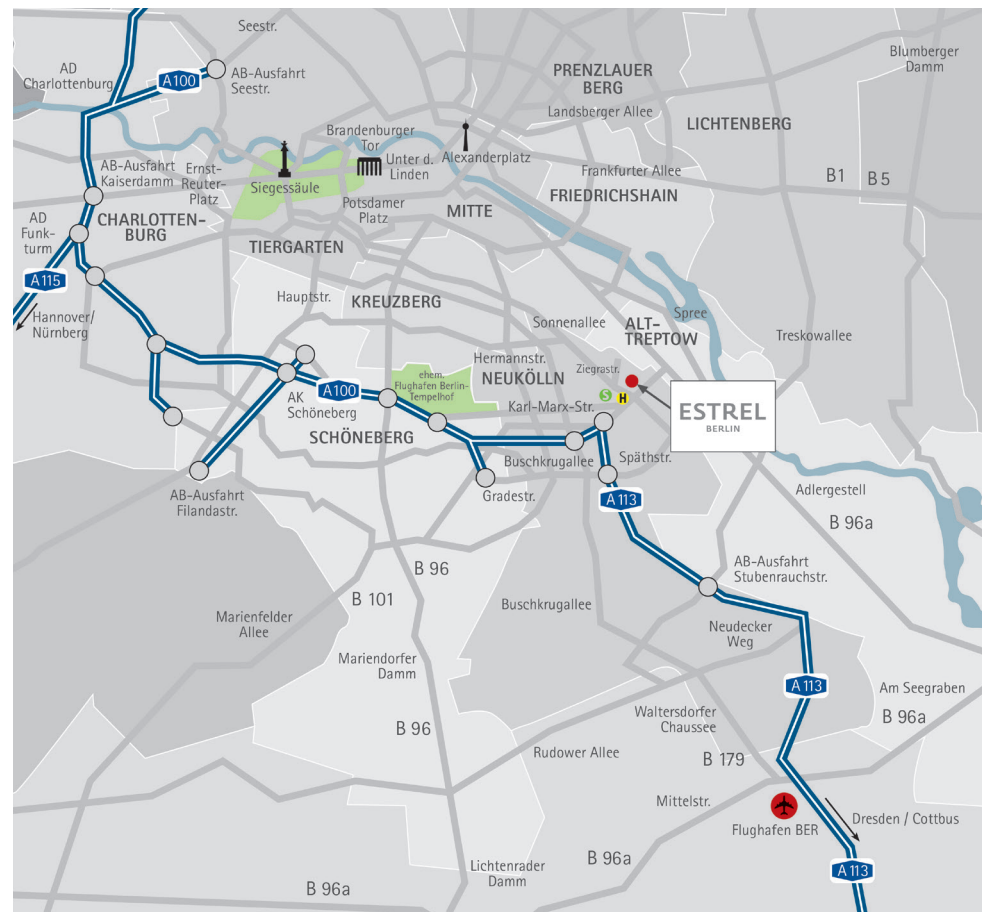 Seestr.
AD
Charlottenburg
A100
AB-Ausfahrt
Seestr.
PRENZLAUER
BERG
Blumberger
Damm
Landsberger Allee
LICHTENBERG
Brandenburger
Tor
Unter d.
Linden
Alexanderplatz
AB-Ausfahrt
Kaiserdamm
Ernst-
Reuter-
Platz
Siegessäule
Frankfurter Allee
B1
B 5
FRIEDRICHSHAIN
Potsdamer
Platz
MITTE
AD
Funk-
turm
CHARLOTTEN-
BURG
TIERGARTEN
A115
Hannover/
Nürnberg
Hauptstr.
KREUZBERG
Sonnenallee
ALT-
TREPTOW
Spree
Treskowallee
Hermannstr.
NEUKÖLLN
Ziegrastr.
ehem.
Flughafen Berlin-
Tempelhof
A100
AK
Schöneberg
Karl-Marx-Str.
S
H
ESTREL
BERLIN
SCHÖNEBERG
Buschkrugallee
Späthstr.
AB-Ausfahrt
Filandastr.
Gradestr.
A 113
Adlergestell
B 96a
B 96
AB-Ausfahrt
Stubenrauchstr.
B 101
Buschkrugallee
Marienfelder
Allee
Neudecker
Weg
Mariendorfer
Damm
A 113
Am Seegraben
B 96a
Waltersdorfer
Chaussee
B 96
Rudower Allee
B 179
Mittelstr.
Flughafen BER
Dresden / Cottbus
B 96a
Lichtenrader
Damm
A 113
B 96a